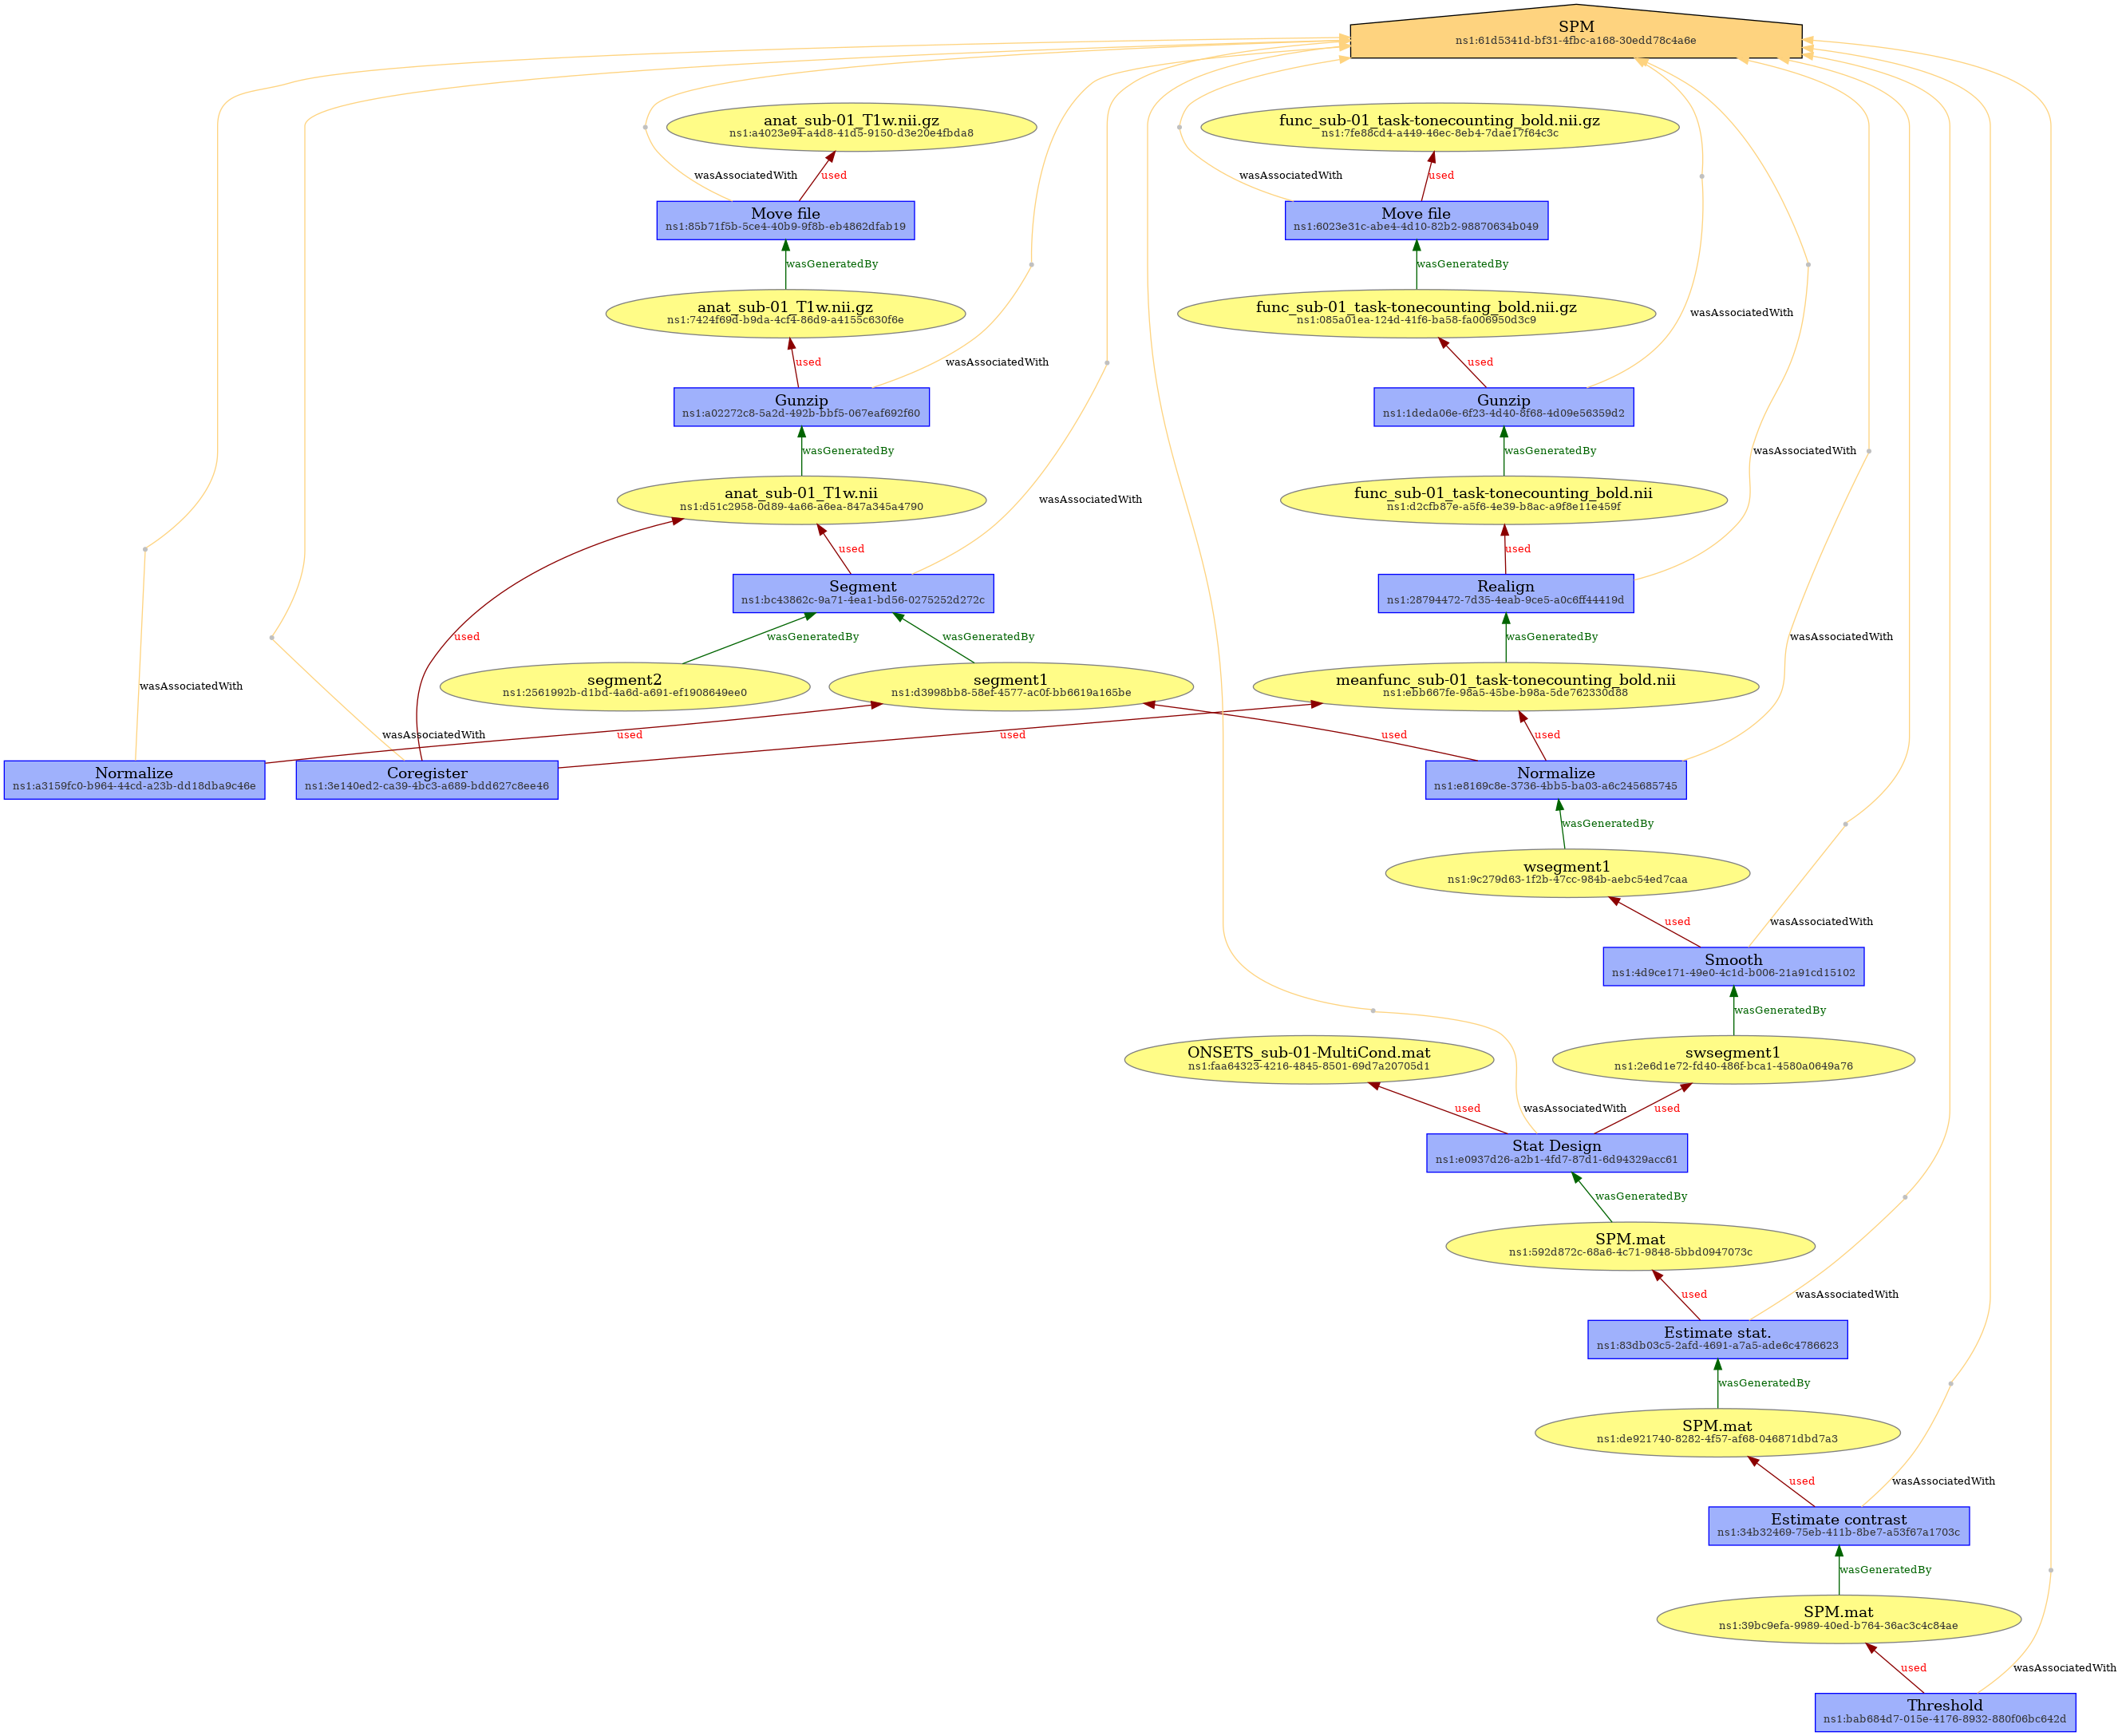 SPM
ns1:61d5341d-bf31-4fbc-a168-30edd78c4a6e
anat_sub-01_T1w.nii.gz
ns1:a4023e94-a4d8-41d5-9150-d3e20e4fbda8
func_sub-01_task-tonecounting_bold.nii.gz
ns1:7fe88cd4-a449-46ec-8eb4-7dae17f64c3c
wasAssociatedWith
used
wasAssociatedWith
used
Move file
ns1:85b71f5b-5ce4-40b9-9f8b-eb4862dfab19
Move file
ns1:6023e31c-abe4-4d10-82b2-98870634b049
wasGeneratedBy
wasGeneratedBy
anat_sub-01_T1w.nii.gz
ns1:7424f69d-b9da-4cf4-86d9-a4155c630f6e
func_sub-01_task-tonecounting_bold.nii.gz
ns1:085a01ea-124d-41f6-ba58-fa006950d3c9
wasAssociatedWith
used
wasAssociatedWith
used
Gunzip
ns1:a02272c8-5a2d-492b-bbf5-067eaf692f60
Gunzip
ns1:1deda06e-6f23-4d40-8f68-4d09e56359d2
wasGeneratedBy
wasGeneratedBy
wasAssociatedWith
anat_sub-01_T1w.nii
ns1:d51c2958-0d89-4a66-a6ea-847a345a4790
wasAssociatedWith
func_sub-01_task-tonecounting_bold.nii
ns1:d2cfb87e-a5f6-4e39-b8ac-a9f8e11e459f
used
used
Segment
ns1:bc43862c-9a71-4ea1-bd56-0275252d272c
Realign
ns1:28794472-7d35-4eab-9ce5-a0c6ff44419d
used
wasGeneratedBy
wasGeneratedBy
wasGeneratedBy
wasAssociatedWith
wasAssociatedWith
segment2
ns1:2561992b-d1bd-4a6d-a691-ef1908649ee0
segment1
ns1:d3998bb8-58ef-4577-ac0f-bb6619a165be
meanfunc_sub-01_task-tonecounting_bold.nii
ns1:ebb667fe-98a5-45be-b98a-5de762330d88
wasAssociatedWith
used
used
used
used
Normalize
ns1:a3159fc0-b964-44cd-a23b-dd18dba9c46e
Coregister
ns1:3e140ed2-ca39-4bc3-a689-bdd627c8ee46
Normalize
ns1:e8169c8e-3736-4bb5-ba03-a6c245685745
wasGeneratedBy
wsegment1
ns1:9c279d63-1f2b-47cc-984b-aebc54ed7caa
used
wasAssociatedWith
Smooth
ns1:4d9ce171-49e0-4c1d-b006-21a91cd15102
wasGeneratedBy
ONSETS_sub-01-MultiCond.mat
ns1:faa64323-4216-4845-8501-69d7a20705d1
swsegment1
ns1:2e6d1e72-fd40-486f-bca1-4580a0649a76
used
wasAssociatedWith
used
Stat Design
ns1:e0937d26-a2b1-4fd7-87d1-6d94329acc61
wasGeneratedBy
SPM.mat
ns1:592d872c-68a6-4c71-9848-5bbd0947073c
used
wasAssociatedWith
Estimate stat.
ns1:83db03c5-2afd-4691-a7a5-ade6c4786623
wasGeneratedBy
SPM.mat
ns1:de921740-8282-4f57-af68-046871dbd7a3
used
wasAssociatedWith
Estimate contrast
ns1:34b32469-75eb-411b-8be7-a53f67a1703c
wasGeneratedBy
SPM.mat
ns1:39bc9efa-9989-40ed-b764-36ac3c4c84ae
used
wasAssociatedWith
Threshold
ns1:bab684d7-015e-4176-8932-880f06bc642d